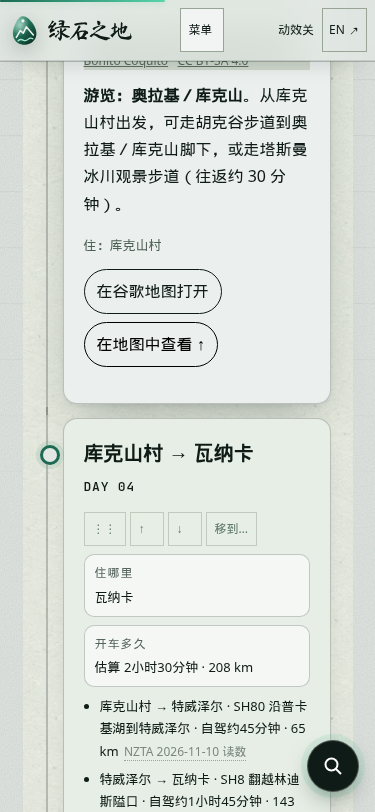 绿石之地
菜单
动效关
EN ↗
Bonito Coquito CC BY-SA 4.0
游览：奥拉基 / 库克山。从库克
山村出发，可走胡克谷步道到奥
拉基 / 库克山脚下，或走塔斯曼
冰川观景步道（往返约 30 分
钟）。
住：库克山村
在谷歌地图打开
在地图中查看 ↑
库克山村 → 瓦纳卡
DAY 04
⋮⋮ ↑ ↓ 移到…
住哪里
瓦纳卡
开车多久
估算 2小时30分钟 · 208 km
库克山村 → 特威泽尔 · SH80 沿普卡
基湖到特威泽尔 · 自驾约45分钟 · 65
km NZTA 2026-11-10 读数
特威泽尔 → 瓦纳卡 · SH8 翻越林迪
斯隘口 · 自驾约1小时45分钟 · 143